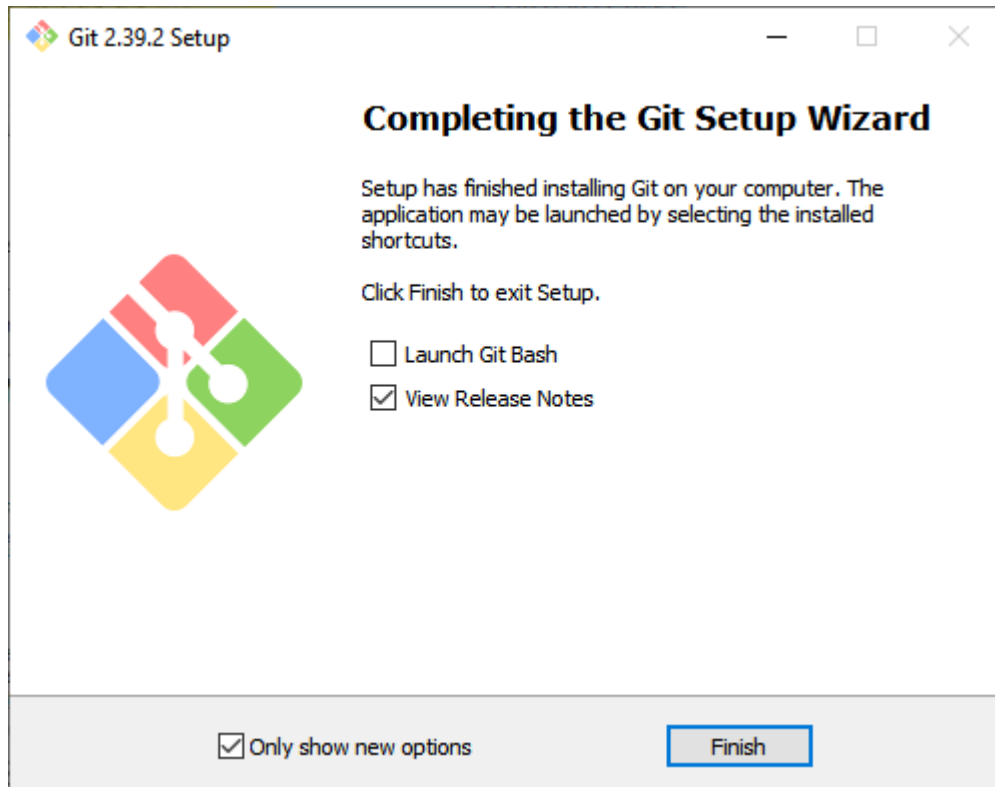 Git 2.39.2 Setup
Completing the Git Setup Wizard
Setup has finished installing Git on your computer. The
application may be launched by selecting the installed
shortcuts.
Click Finish to exit Setup.
Launch Git Bash
View Release Notes
Only show new options
Finish